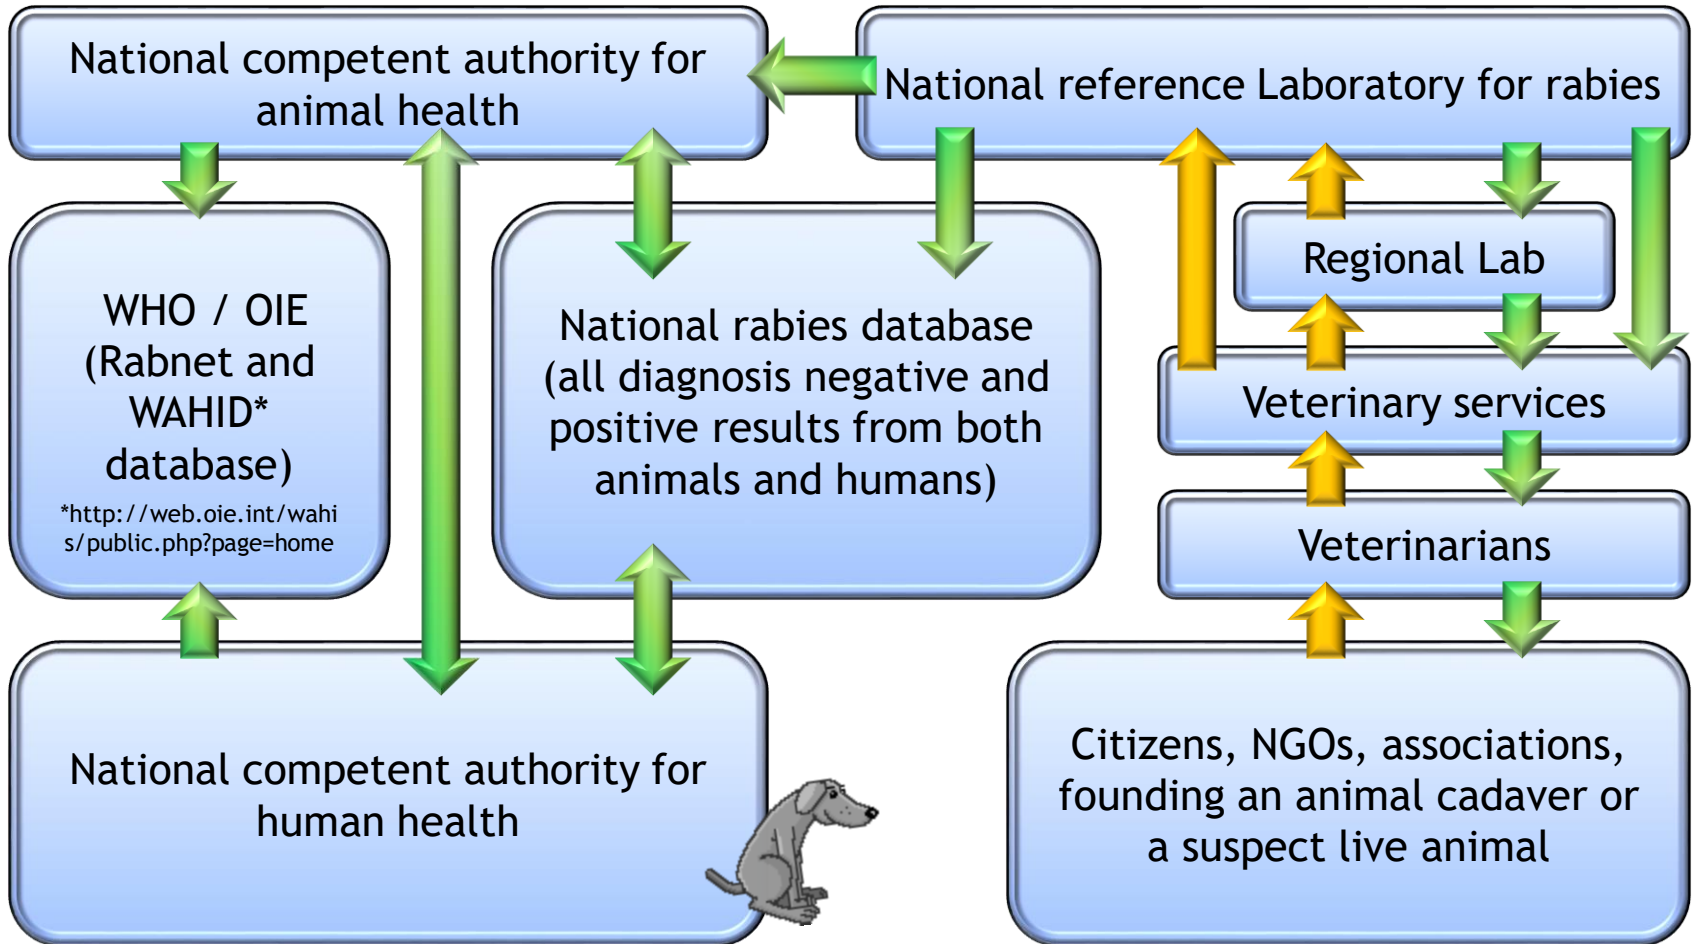 National competent authority for
animal health
National reference Laboratory for rabies
WHO / OIE
(Rabnet and
WAHID*
database)
*http://web.oie.int/wahi
s/public.php?page=home
National rabies database
(all diagnosis negative and
positive results from both
animals and humans)
Regional Lab
Veterinary services
Veterinarians
National competent authority for
human health
Citizens, NGOs, associations,
founding an animal cadaver or
a suspect live animal